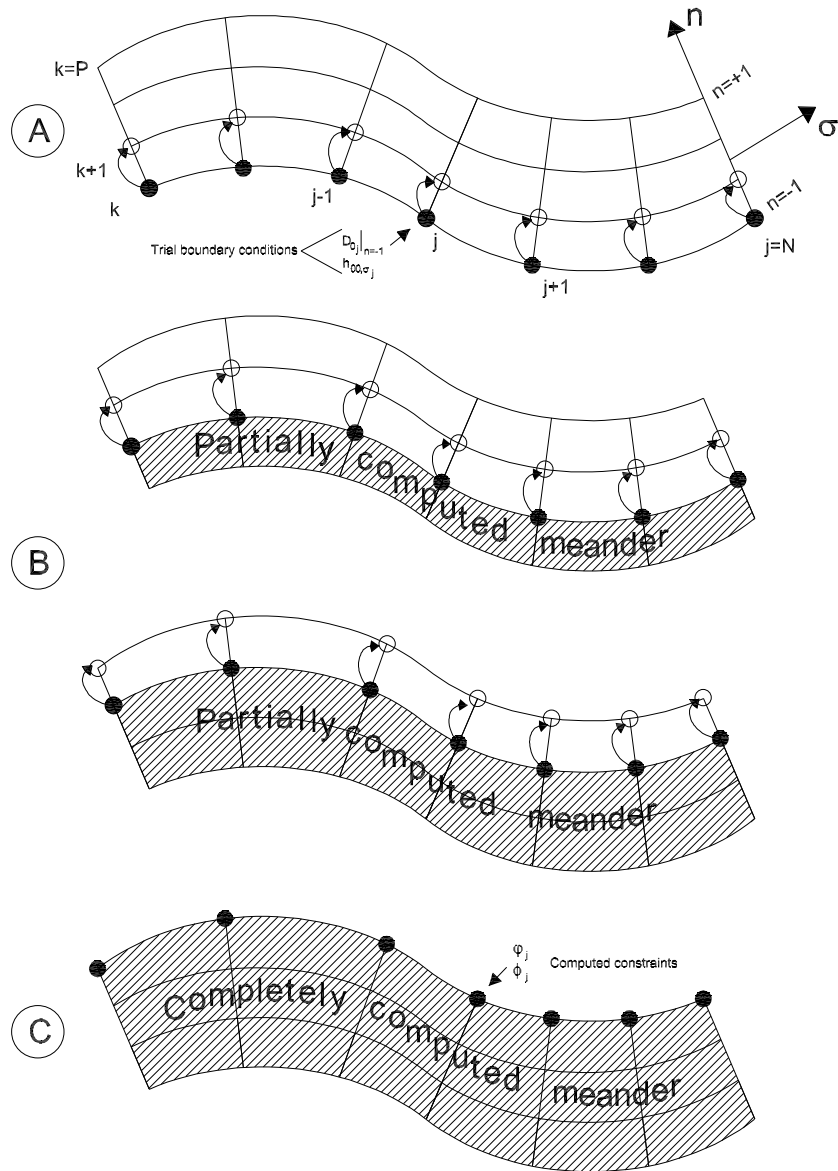 n
k=P
n=+1
A
σ
k+1
j-1
n=-1
k
j
j=N
Trial boundary conditions
D₀ⱼ|ₙ₌₋₁
h₀₀,σⱼ
j+1
Partially computed meander
B
Partially computed meander
φⱼ
ϕⱼ
Computed constraints
Completely computed meander
C